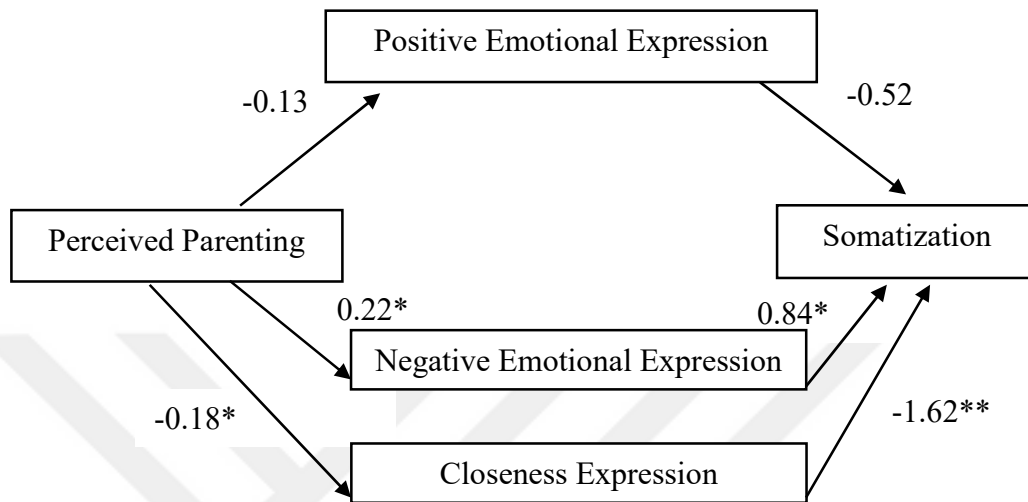 Positive Emotional Expression
-0.13
-0.52
Perceived Parenting
Somatization
0.22*
0.84*
Negative Emotional Expression
-0.18*
-1.62**
Closeness Expression